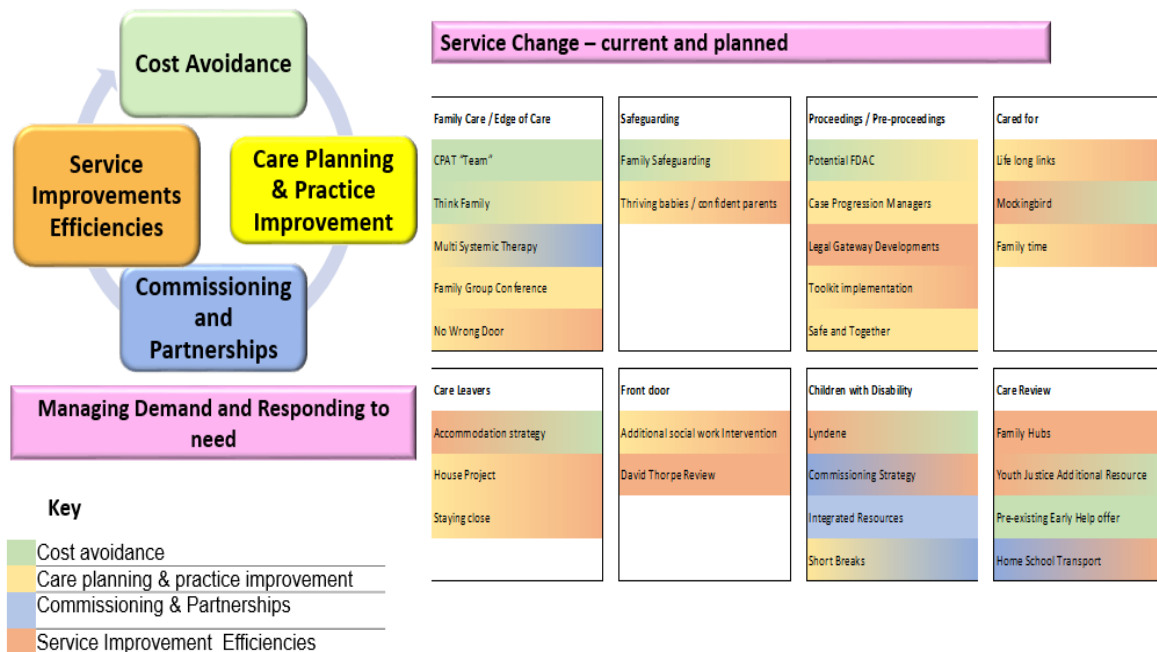 Cost Avoidance
Service
Improvements
Efficiencies
Care Planning
& Practice
Improvement
Commissioning
and
Partnerships
Managing Demand and Responding to
need
Key
Cost avoidance
Care planning & practice improvement
Commissioning & Partnerships
Service Improvement Efficiencies
Service Change – current and planned
Family Care / Edge of Care
CPAT "Team"
Think Family
Multi Systemic Therapy
Family Group Conference
No Wrong Door
Safeguarding
Family Safeguarding
Thriving babies / confident parents
Proceedings / Pre-proceedings
Potential FDAC
Case Progression Managers
Legal Gateway Developments
Toolkit implementation
Safe and Together
Cared for
Life long links
Mockingbird
Family time
Care Leavers
Accommodation strategy
House Project
Staying close
Front door
Additional social work Intervention
David Thorpe Review
Children with Disability
Lyndene
Commissioning Strategy
Integrated Resources
Short Breaks
Care Review
Family Hubs
Youth Justice Additional Resource
Pre-existing Early Help offer
Home School Transport